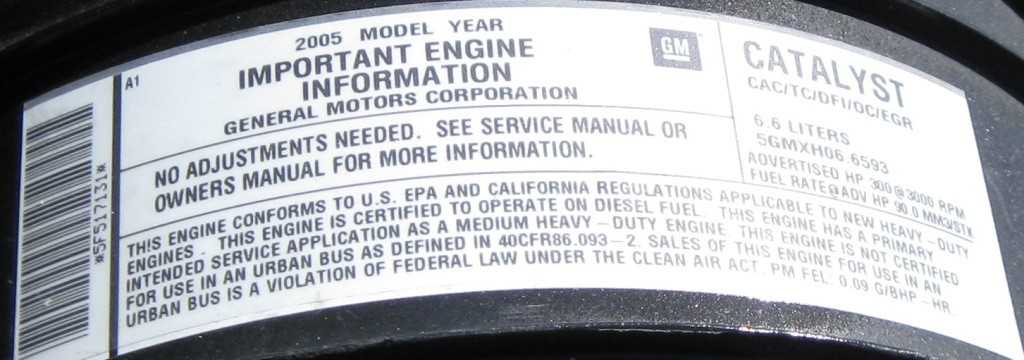 *5F517131*
A1
2005 MODEL YEAR
IMPORTANT ENGINE
INFORMATION
GENERAL MOTORS CORPORATION
GM
NO ADJUSTMENTS NEEDED. SEE SERVICE MANUAL OR
OWNERS MANUAL FOR MORE INFORMATION.
CATALYST
CAC/TC/DFI/OC/EGR
6.6 LITERS
5GMXH06.6593
ADVERTISED HP 300@3000 RPM
FUEL RATE@ADV HP 90.0 MM3/STK
THIS ENGINE CONFORMS TO U.S. EPA AND CALIFORNIA REGULATIONS APPLICABLE TO NEW HEAVY-DUTY
ENGINES. THIS ENGINE IS CERTIFIED TO OPERATE ON DIESEL FUEL. THIS ENGINE HAS A PRIMARY
INTENDED SERVICE APPLICATION AS A MEDIUM HEAVY-DUTY ENGINE. THIS ENGINE IS NOT CERTIFIED
FOR USE IN AN URBAN BUS AS DEFINED IN 40CFR86.093-2. SALES OF THIS ENGINE FOR USE IN AN
URBAN BUS IS A VIOLATION OF FEDERAL LAW UNDER THE CLEAN AIR ACT. PM FEL. 0.09 G/BHP-HR